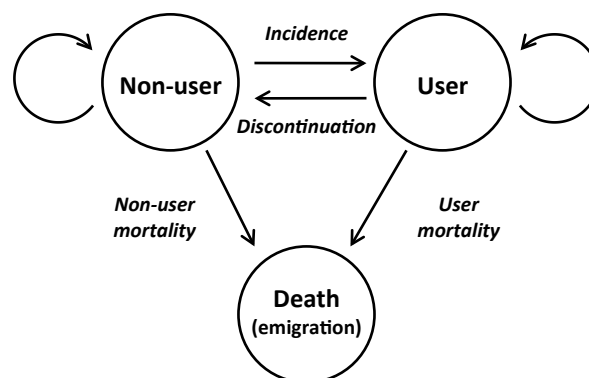 Incidence
Non-user
User
Discontinuation
Non-user
mortality
User
mortality
Death
(emigration)